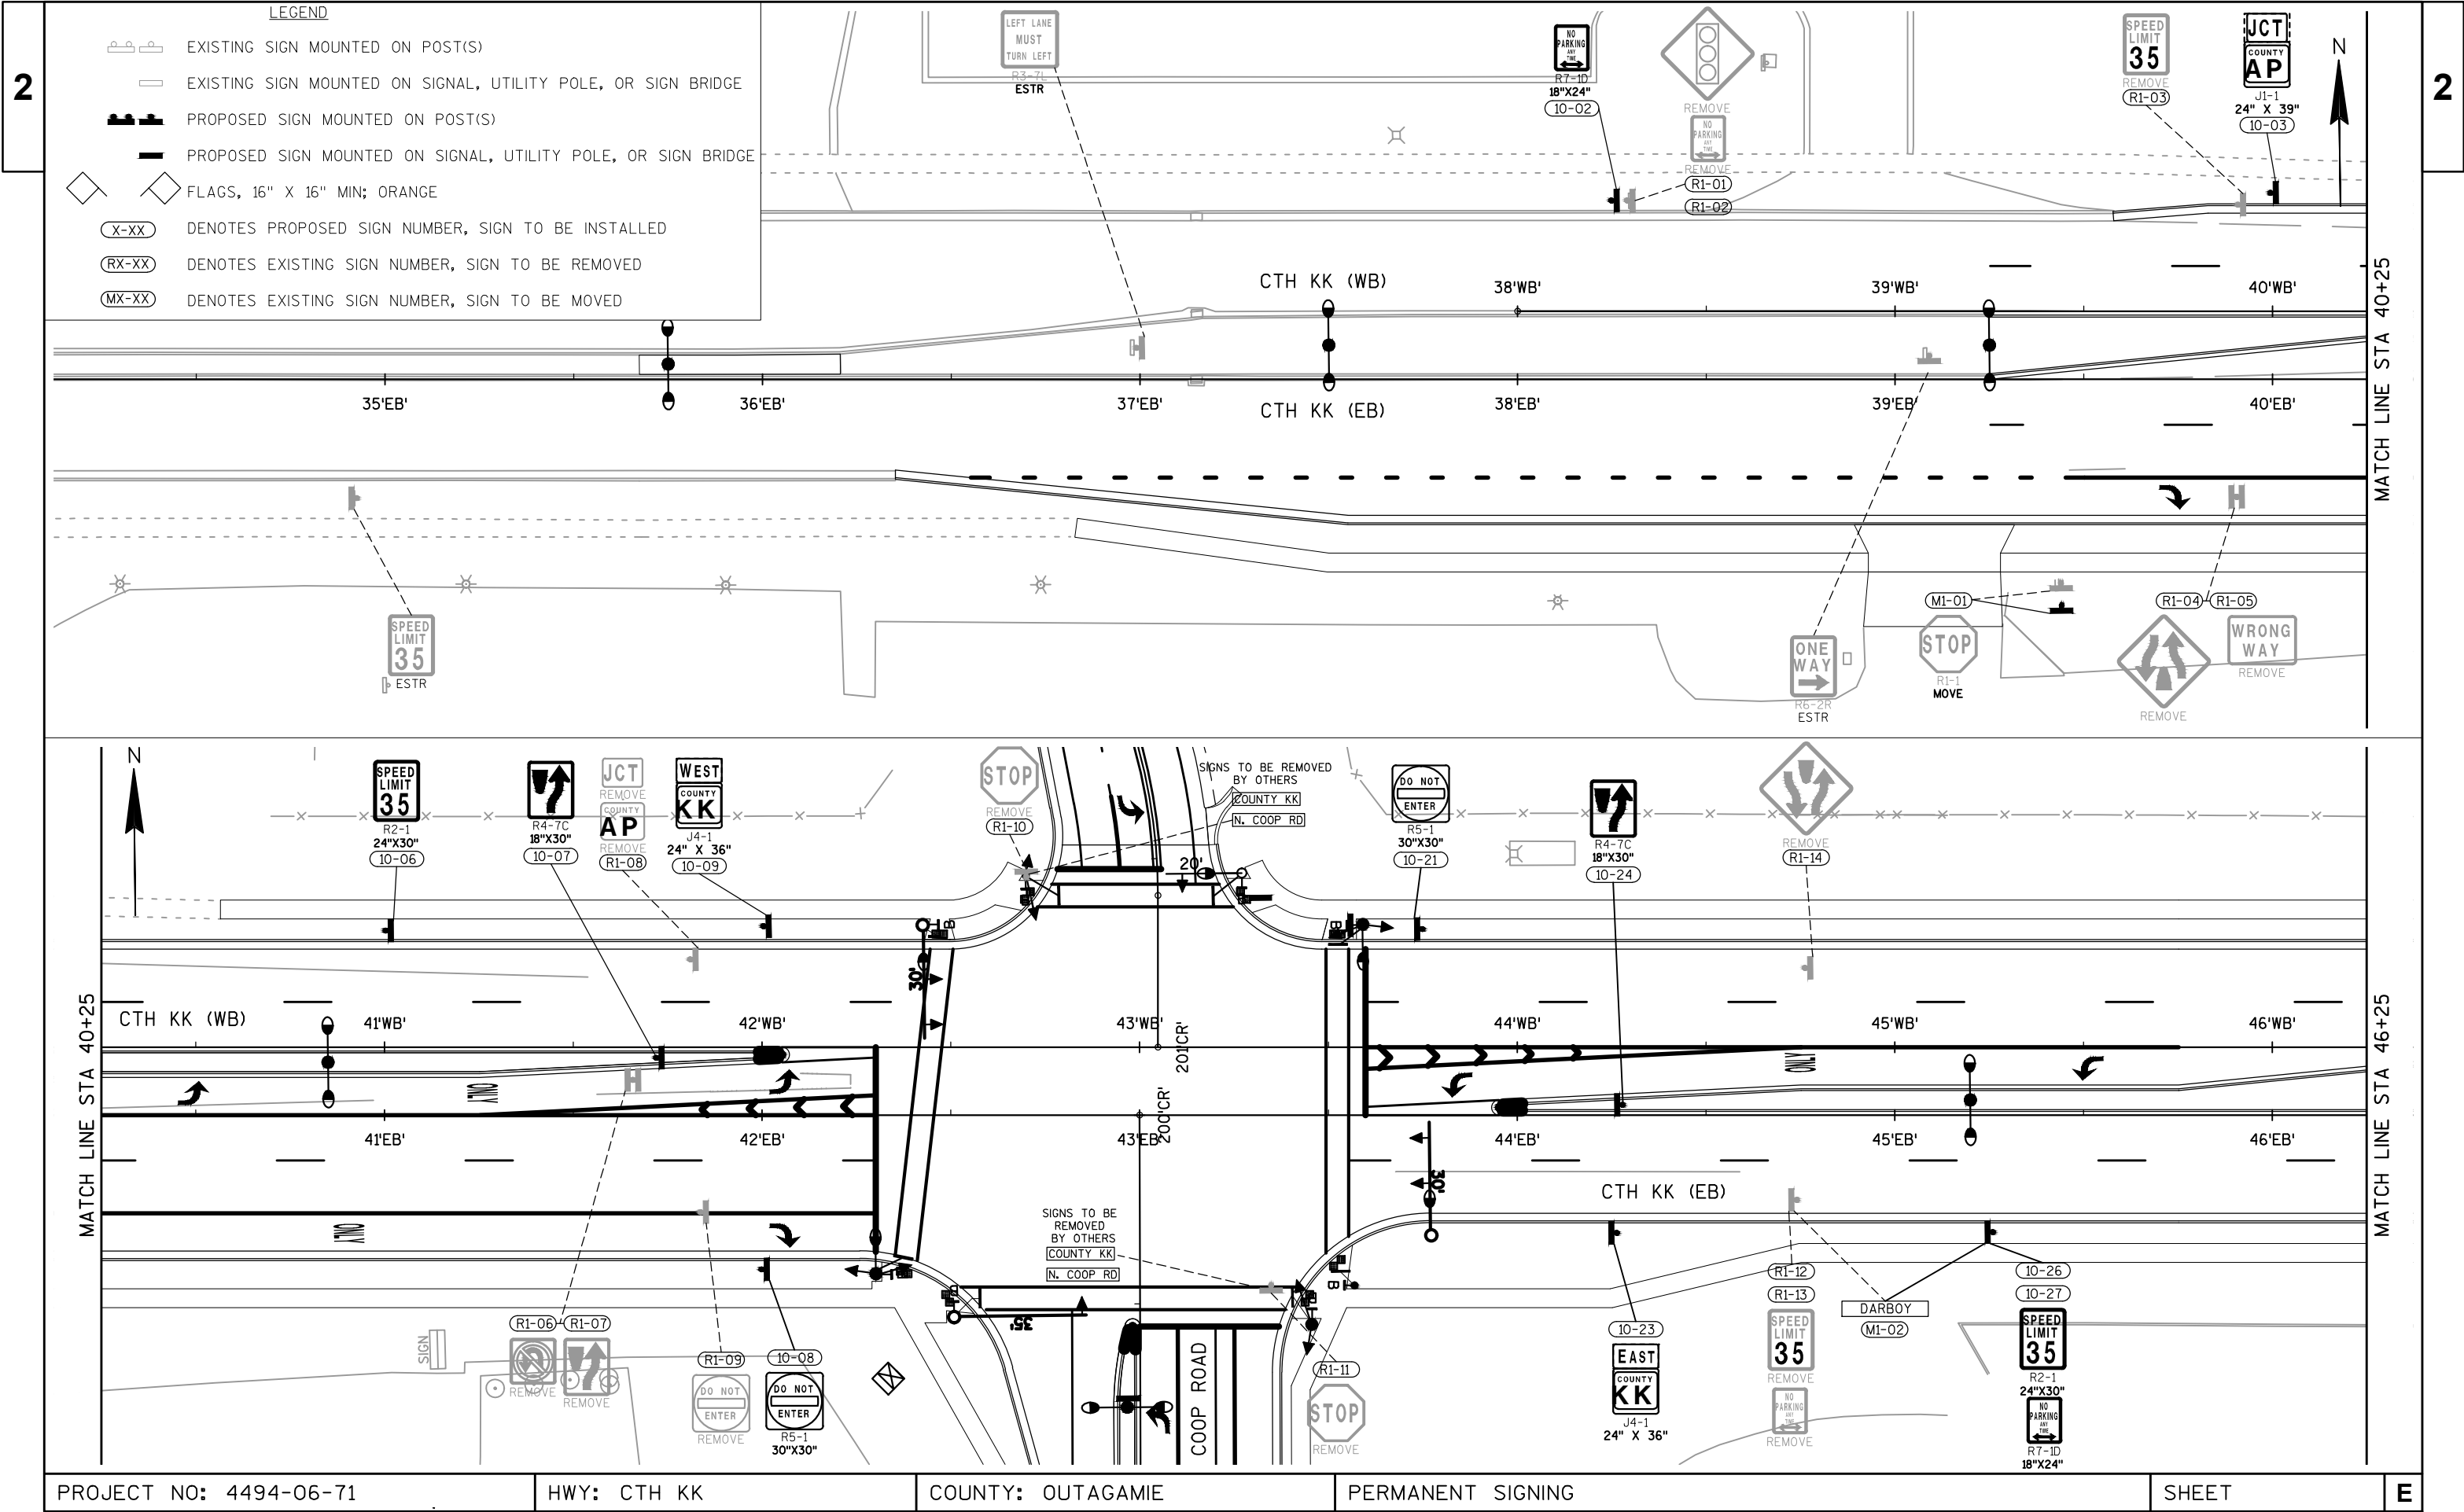 2
2
LEGEND
EXISTING SIGN MOUNTED ON POST(S)
EXISTING SIGN MOUNTED ON SIGNAL, UTILITY POLE, OR SIGN BRIDGE
PROPOSED SIGN MOUNTED ON POST(S)
PROPOSED SIGN MOUNTED ON SIGNAL, UTILITY POLE, OR SIGN BRIDGE
FLAGS, 16" X 16" MIN; ORANGE
X-XX DENOTES PROPOSED SIGN NUMBER, SIGN TO BE INSTALLED
RX-XX DENOTES EXISTING SIGN NUMBER, SIGN TO BE REMOVED
MX-XX DENOTES EXISTING SIGN NUMBER, SIGN TO BE MOVED
LEFT LANE
MUST
TURN LEFT
R3-7L
ESTR
NO
PARKING
ANY
TIME
R7-1D
18"X24"
10-02
REMOVE
NO
PARKING
ANY
TIME
REMOVE
R1-01
R1-02
SPEED
LIMIT
35
REMOVE
R1-03
JCT
COUNTY
AP
J1-1
24" X 39"
10-03
N
CTH KK (WB)
38'WB'
39'WB'
40'WB'
35'EB'
36'EB'
37'EB'
CTH KK (EB)
38'EB'
39'EB'
40'EB'
MATCH LINE STA 40+25
SPEED
LIMIT
35
ESTR
ONE
WAY
R6-2R
ESTR
M1-01
STOP
R1-1
MOVE
R1-04
R1-05
REMOVE
WRONG
WAY
REMOVE
N
SPEED
LIMIT
35
R2-1
24"X30"
10-06
R4-7C
18"X30"
10-07
JCT
REMOVE
COUNTY
AP
REMOVE
R1-08
WEST
COUNTY
KK
J4-1
24" X 36"
10-09
STOP
REMOVE
R1-10
SIGNS TO BE REMOVED
BY OTHERS
COUNTY KK
N. COOP RD
20'
DO NOT
ENTER
R5-1
30"X30"
10-21
R4-7C
18"X30"
10-24
REMOVE
R1-14
B
B
30'
MATCH LINE STA 40+25
CTH KK (WB)
41'WB'
42'WB'
43'WB'
44'WB'
45'WB'
46'WB'
201'CR'
200'CR'
ONLY
ONLY
41'EB'
42'EB'
43'EB'
44'EB'
45'EB'
46'EB'
MATCH LINE STA 46+25
30'
CTH KK (EB)
ONLY
SIGNS TO BE
REMOVED
BY OTHERS
COUNTY KK
N. COOP RD
B
B
35'
COOP ROAD
SIGN
R1-06
R1-07
REMOVE
REMOVE
R1-09
DO NOT
ENTER
REMOVE
10-08
DO NOT
ENTER
R5-1
30"X30"
R1-11
STOP
REMOVE
10-23
EAST
COUNTY
KK
J4-1
24" X 36"
R1-12
R1-13
SPEED
LIMIT
35
REMOVE
NO
PARKING
ANY
TIME
REMOVE
DARBOY
M1-02
10-26
10-27
SPEED
LIMIT
35
R2-1
24"X30"
NO
PARKING
ANY
TIME
R7-1D
18"X24"
PROJECT NO: 4494-06-71
HWY: CTH KK
COUNTY: OUTAGAMIE
PERMANENT SIGNING
SHEET
E